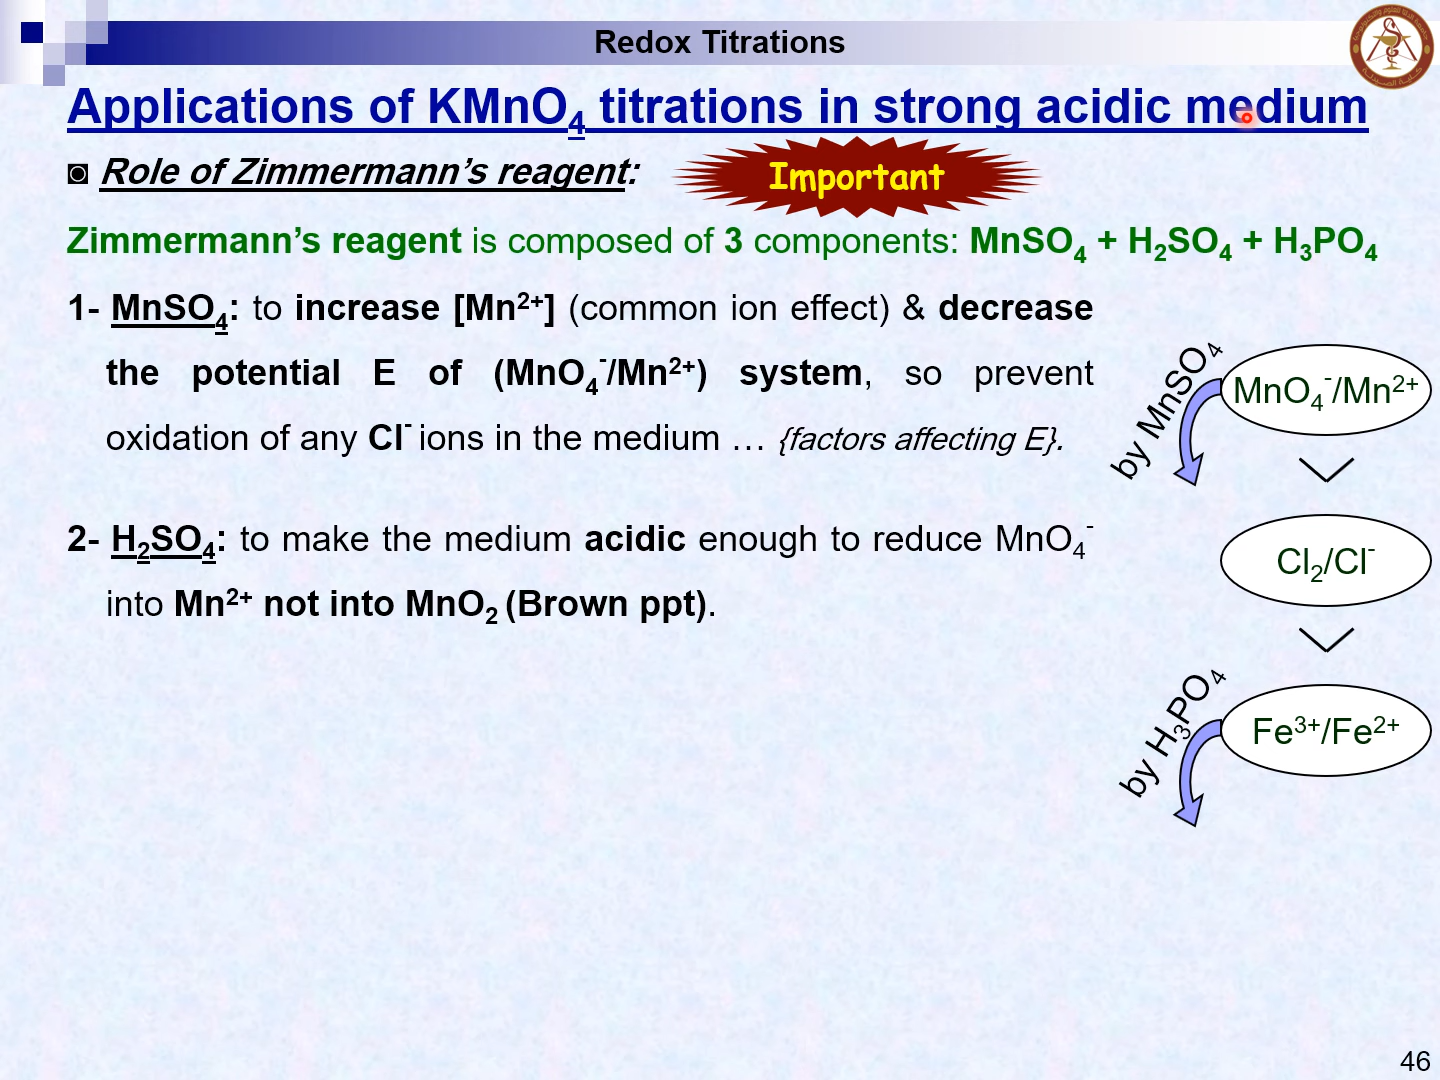 Redox Titrations
Applications of KMnO4 titrations in strong acidic medium
◙ Role of Zimmermann’s reagent:
Important
Zimmermann’s reagent is composed of 3 components: MnSO4 + H2SO4 + H3PO4
1- MnSO4: to increase [Mn2+] (common ion effect) & decrease
the potential E of (MnO4-/Mn2+) system, so prevent
oxidation of any Cl- ions in the medium … {factors affecting E}.
2- H2SO4: to make the medium acidic enough to reduce MnO4-
into Mn2+ not into MnO2 (Brown ppt).
by MnSO4
MnO4-/Mn2+
Cl2/Cl-
by H3PO4
Fe3+/Fe2+
46